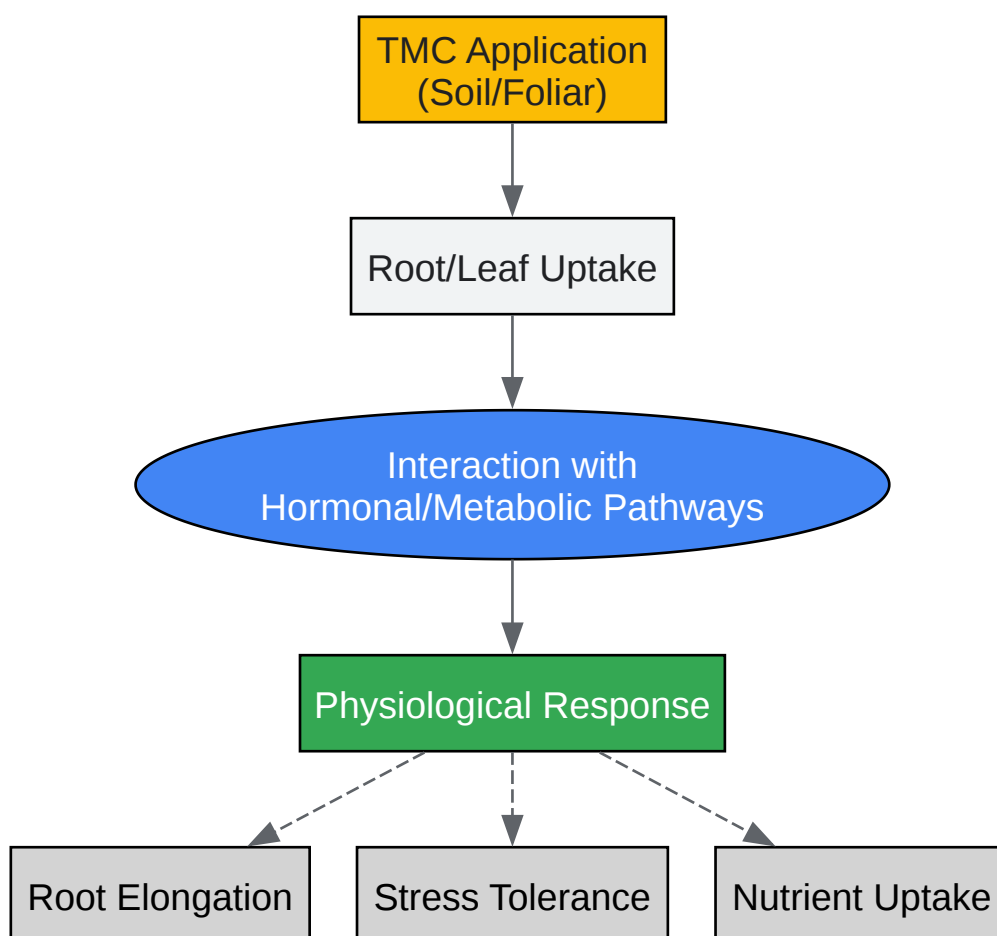 TMC Application
(Soil/Foliar)
Root/Leaf Uptake
Interaction with
Hormonal/Metabolic Pathways
Physiological Response
Root Elongation
Stress Tolerance
Nutrient Uptake